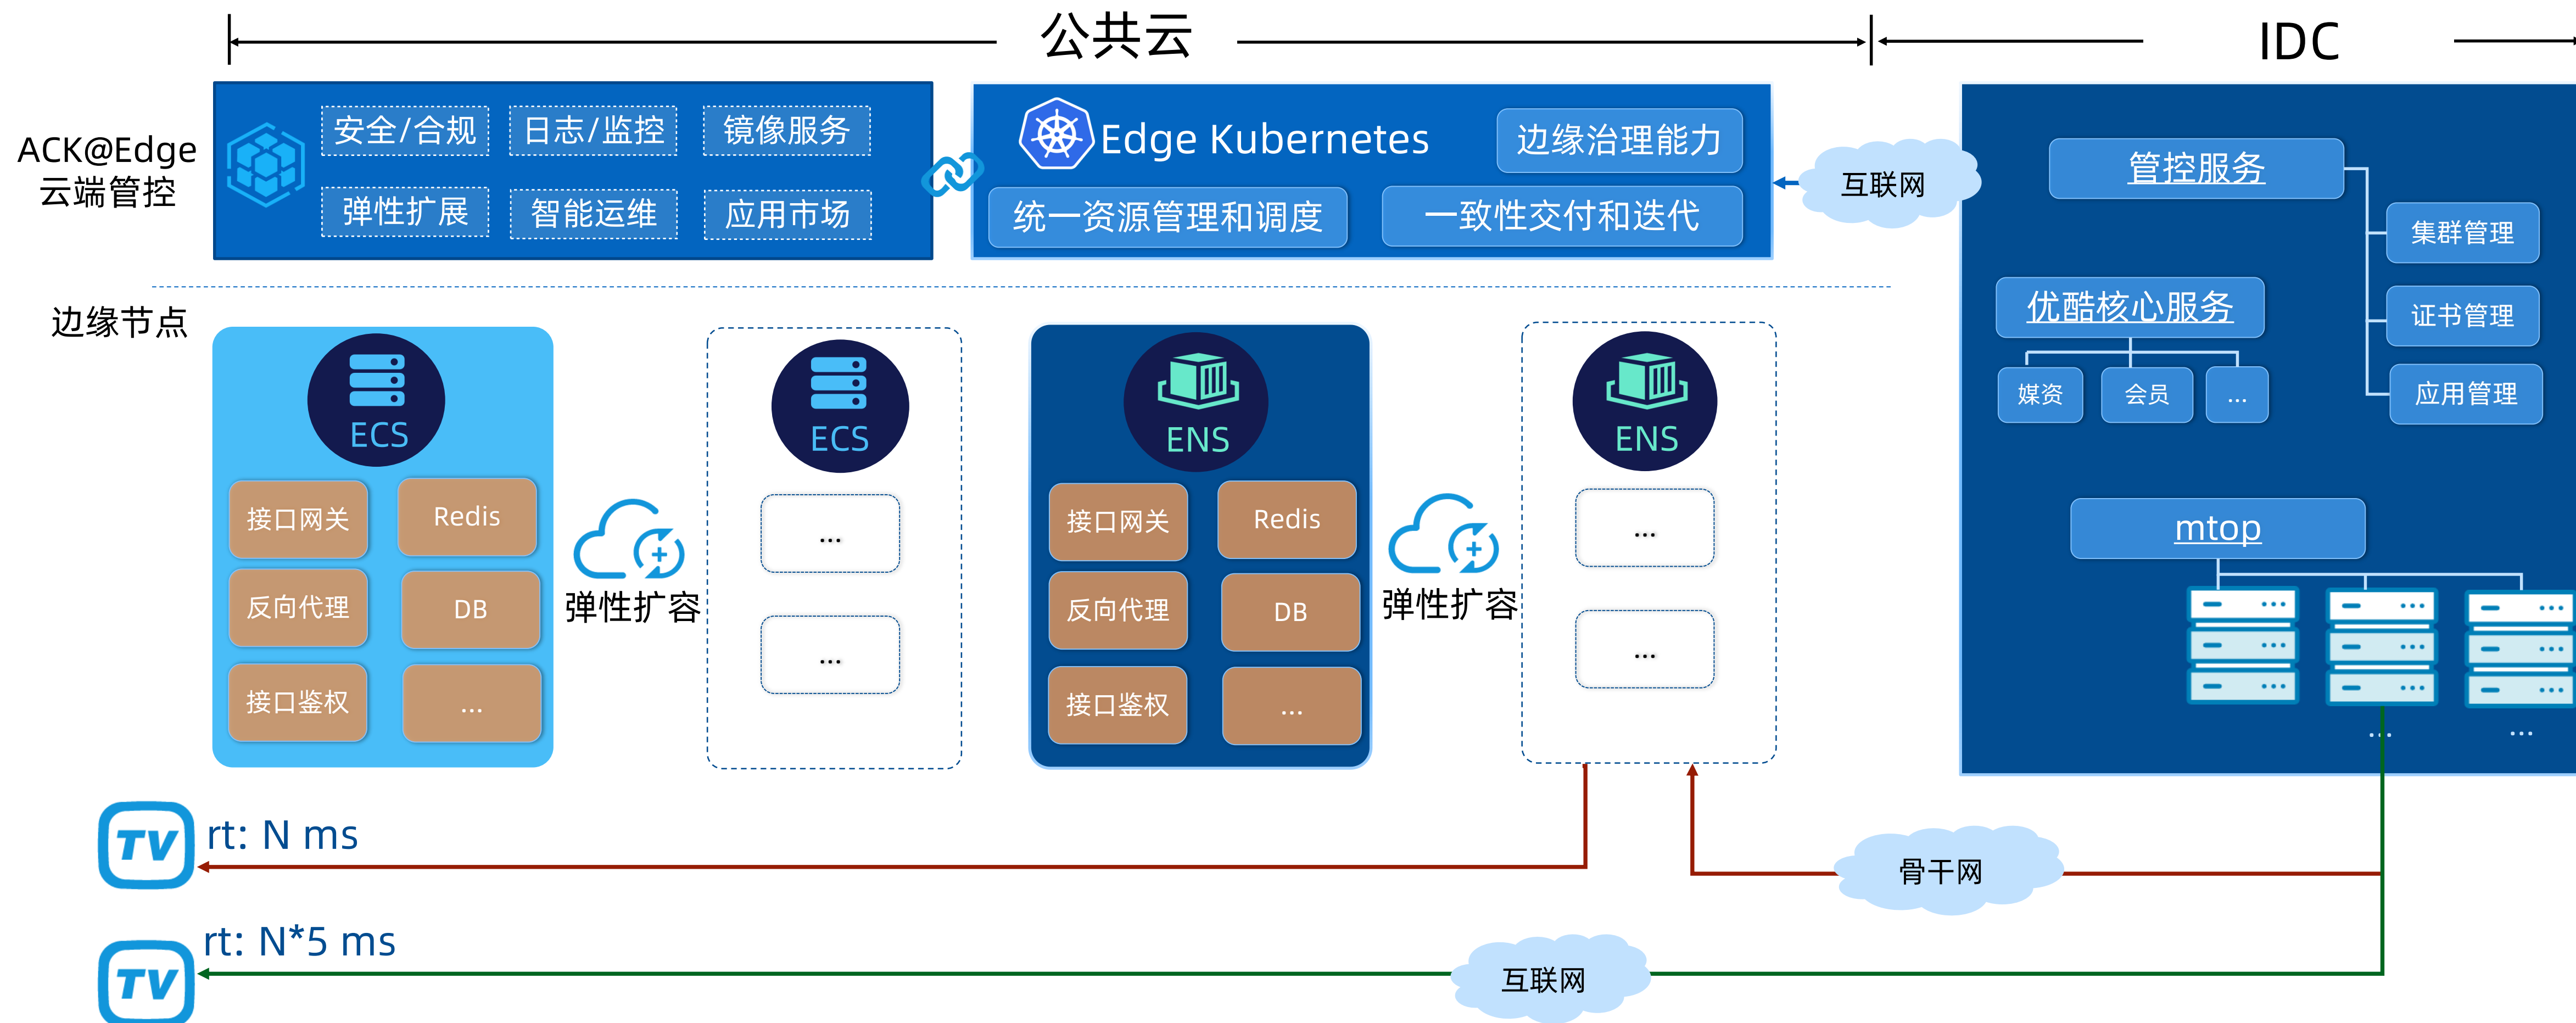 公共云
IDC
ACK@Edge
云端管控
安全/合规
日志/监控
镜像服务
弹性扩展
智能运维
应用市场
Edge Kubernetes
边缘治理能力
统一资源管理和调度
一致性交付和迭代
互联网
管控服务
集群管理
证书管理
应用管理
优酷核心服务
媒资
会员
...
边缘节点
ECS
接口网关
Redis
反向代理
DB
接口鉴权
...
弹性扩容
ECS
...
...
ENS
接口网关
Redis
反向代理
DB
接口鉴权
...
弹性扩容
ENS
...
...
mtop
...
...
TV
rt: N ms
骨干网
TV
rt: N*5 ms
互联网